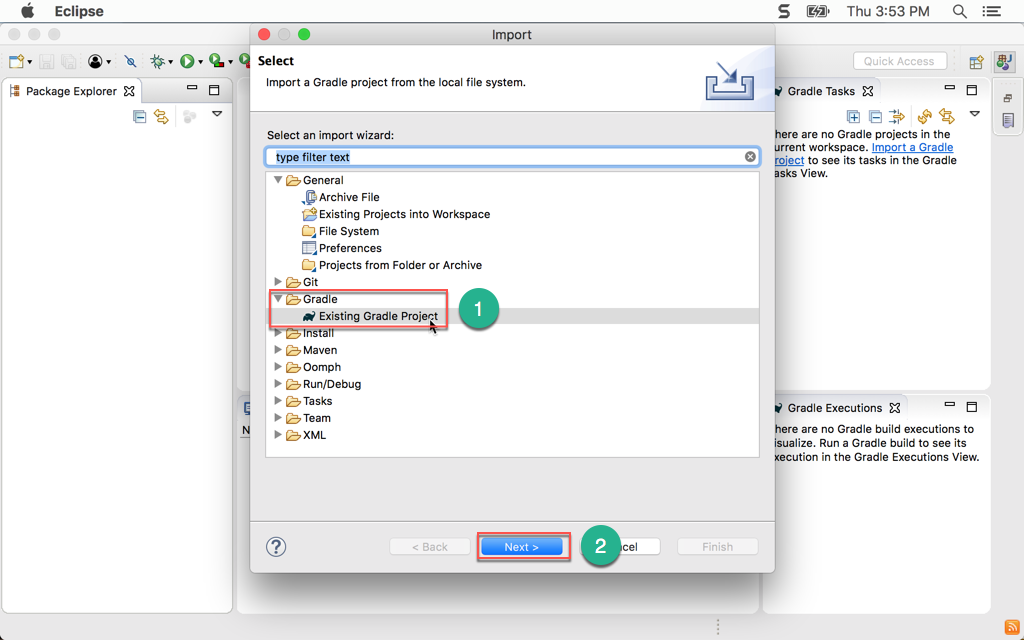 Eclipse
Thu 3:53 PM
Import
Select
Import a Gradle project from the local file system.
Select an import wizard:
type filter text
General
Archive File
Existing Projects into Workspace
File System
Preferences
Projects from Folder or Archive
Git
Gradle
Existing Gradle Project
1
Install
Maven
Oomph
Run/Debug
Tasks
Team
XML
?
< Back
Next >
2
cel
Finish
Package Explorer
N
Quick Access
Gradle Tasks
here are no Gradle projects in the
urrent workspace. Import a Gradle
roject to see its tasks in the Gradle
asks View.
Gradle Executions
here are no Gradle build executions to
isualize. Run a Gradle build to see its
xecution in the Gradle Executions View.